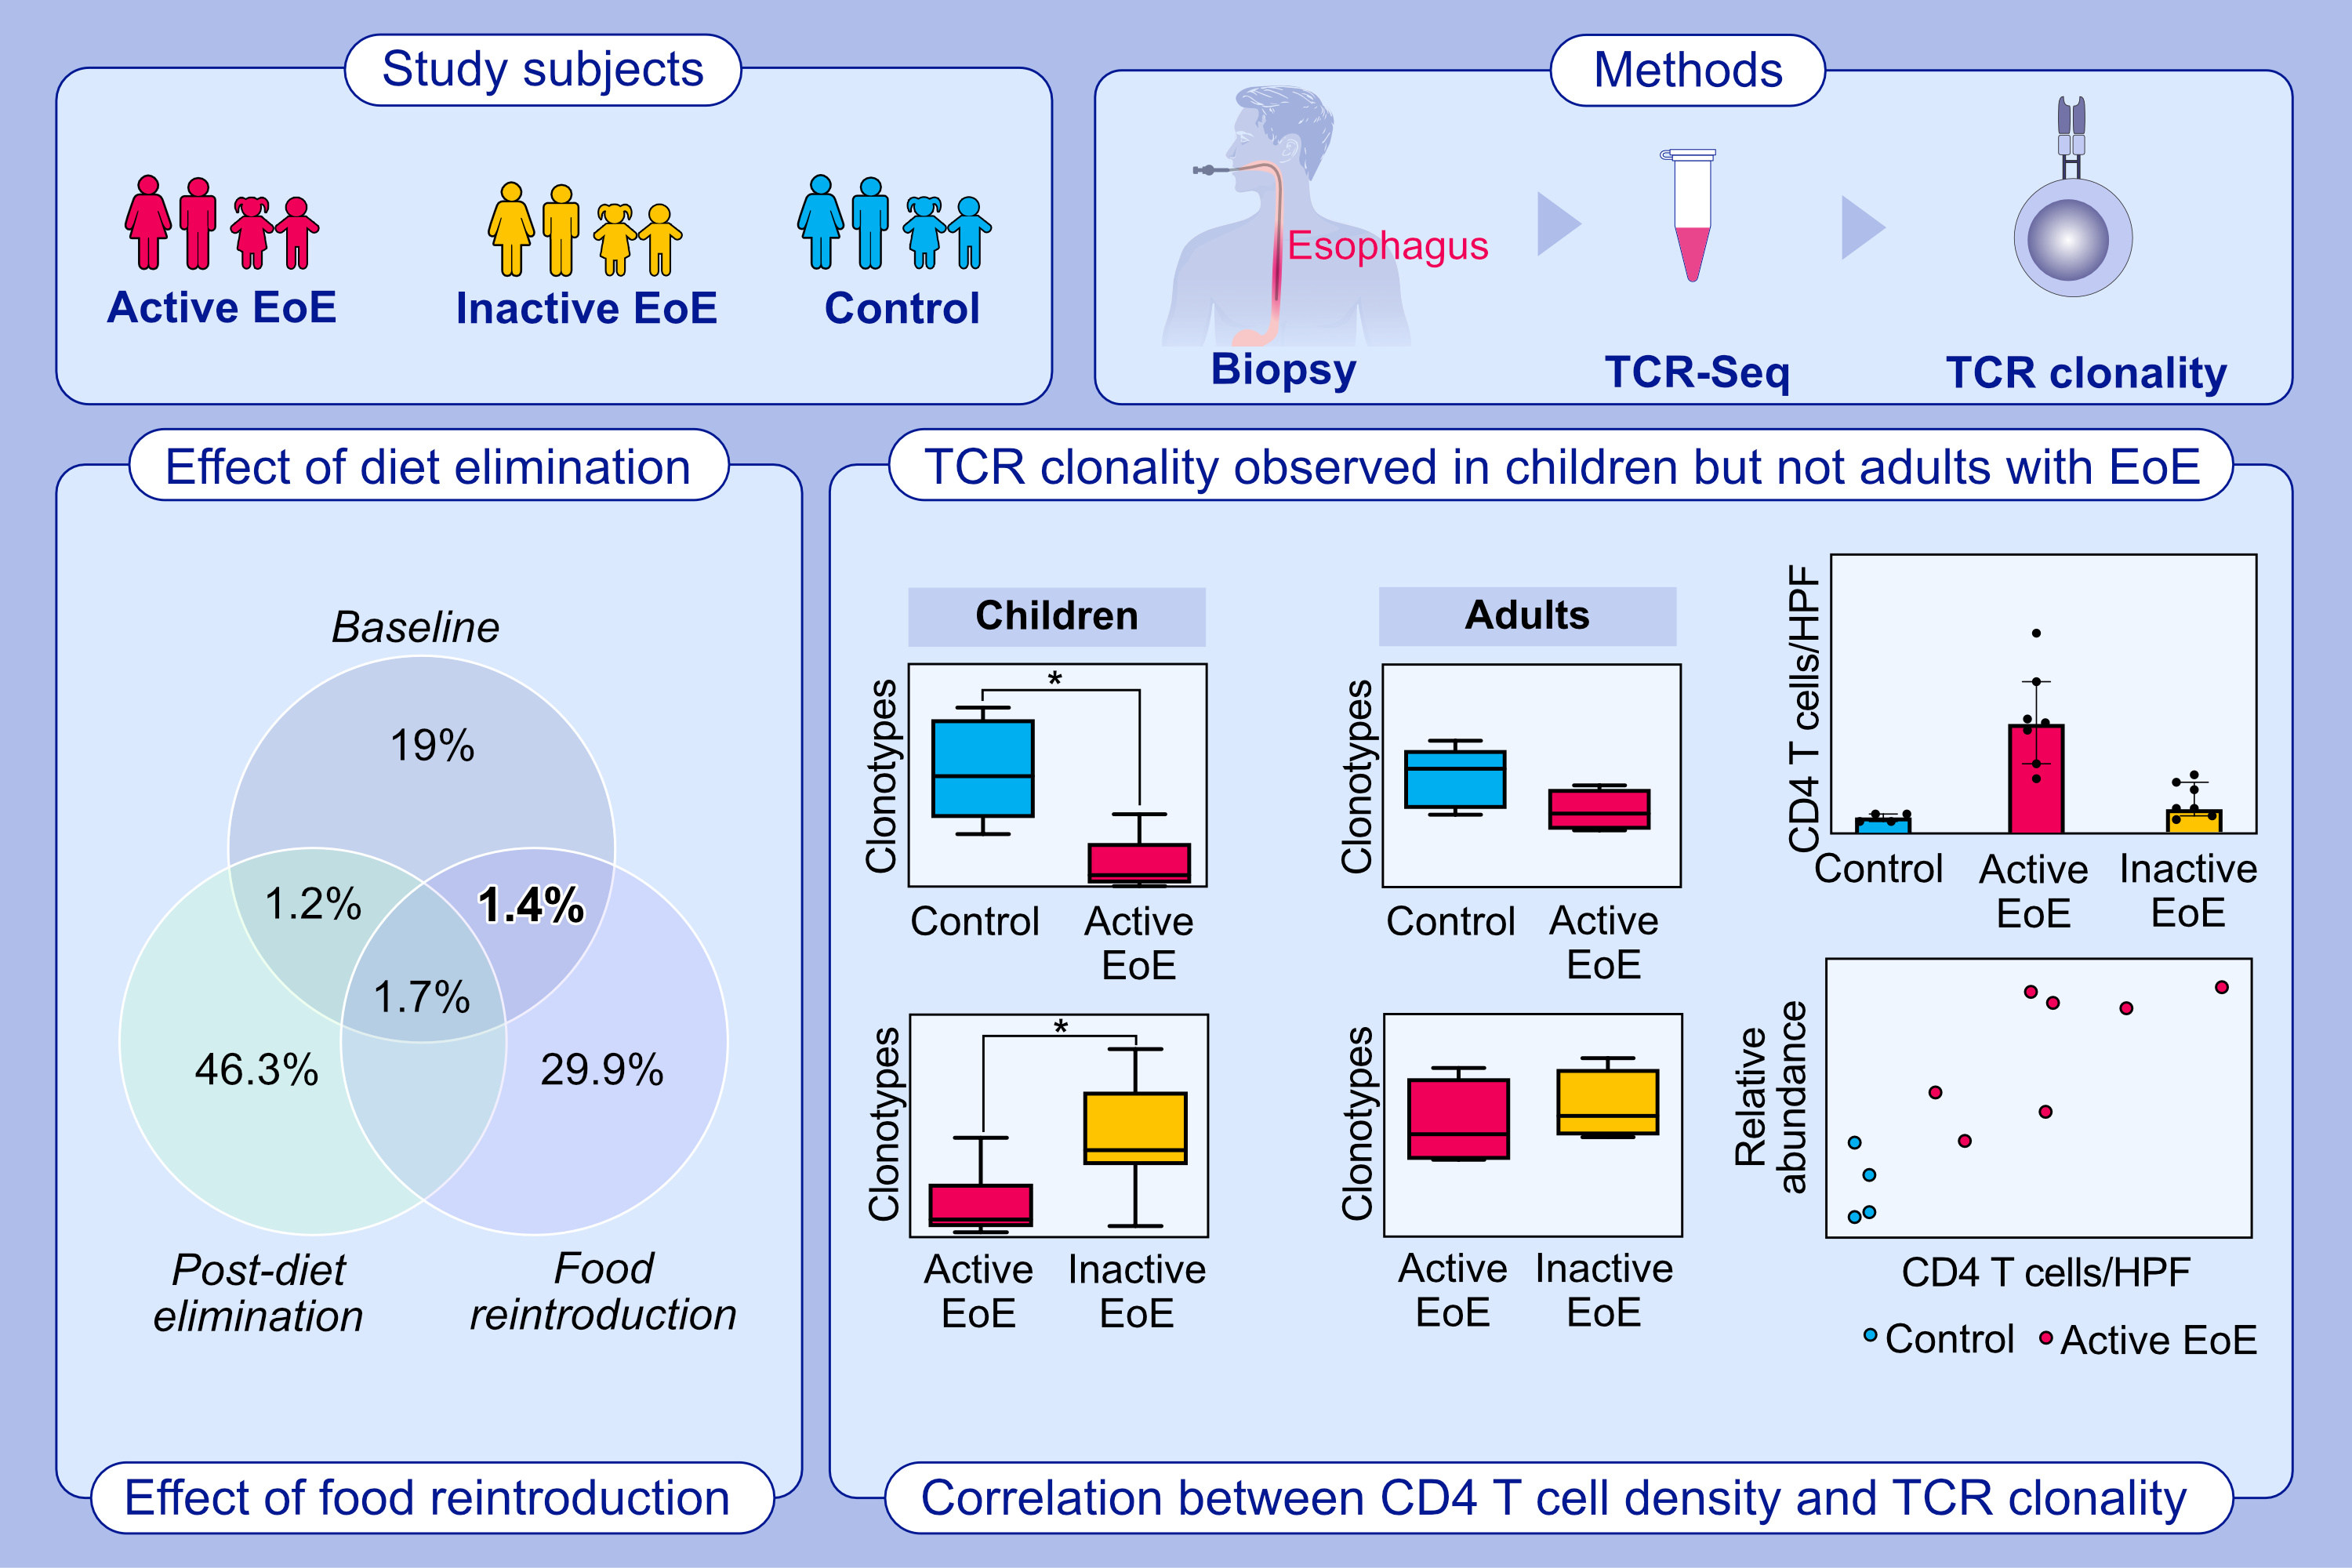 Study subjects
Active EoE
Inactive EoE
Control
Methods
Esophagus
Biopsy
TCR-Seq
TCR clonality
Effect of diet elimination
Baseline
19%
1.2%
1.4%
1.7%
46.3%
29.9%
Post-diet
elimination
Food
reintroduction
Effect of food reintroduction
TCR clonality observed in children but not adults with EoE
Children
Clonotypes
*
Control
Active
EoE
Adults
Clonotypes
Control
Active
EoE
CD4 T cells/HPF
Control
Active
EoE
Inactive
EoE
Clonotypes
*
Active
EoE
Inactive
EoE
Clonotypes
Active
EoE
Inactive
EoE
Relative
abundance
CD4 T cells/HPF
Control
Active EoE
Correlation between CD4 T cell density and TCR clonality